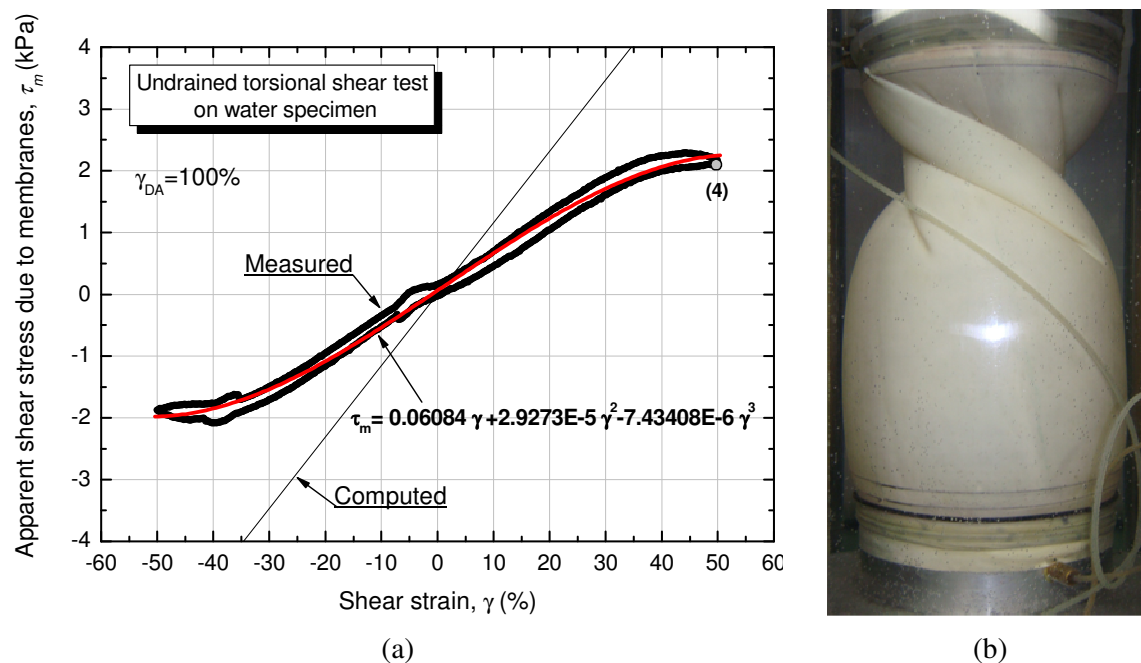 Undrained torsional shear test
on water specimen
γDA=100%
(4)
Measured
τm= 0.06084 γ+2.9273E-5 γ²-7.43408E-6 γ³
Computed
4
3
2
1
0
-1
-2
-3
-4
-60 -50 -40 -30 -20 -10 0 10 20 30 40 50 60
Apparent shear stress due to membranes, τm (kPa)
Shear strain, γ (%)
(a)
(b)